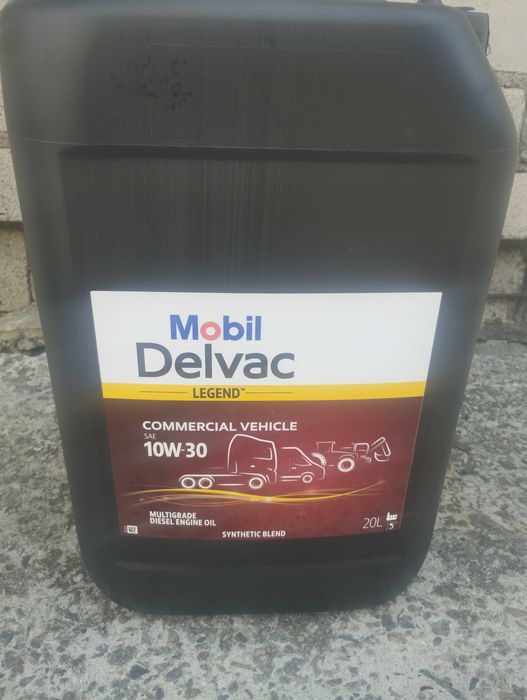 Mobil
Delvac
LEGEND™
COMMERCIAL VEHICLE
SAE
10W-30
MULTIGRADE
DIESEL ENGINE OIL
SYNTHETIC BLEND
20L